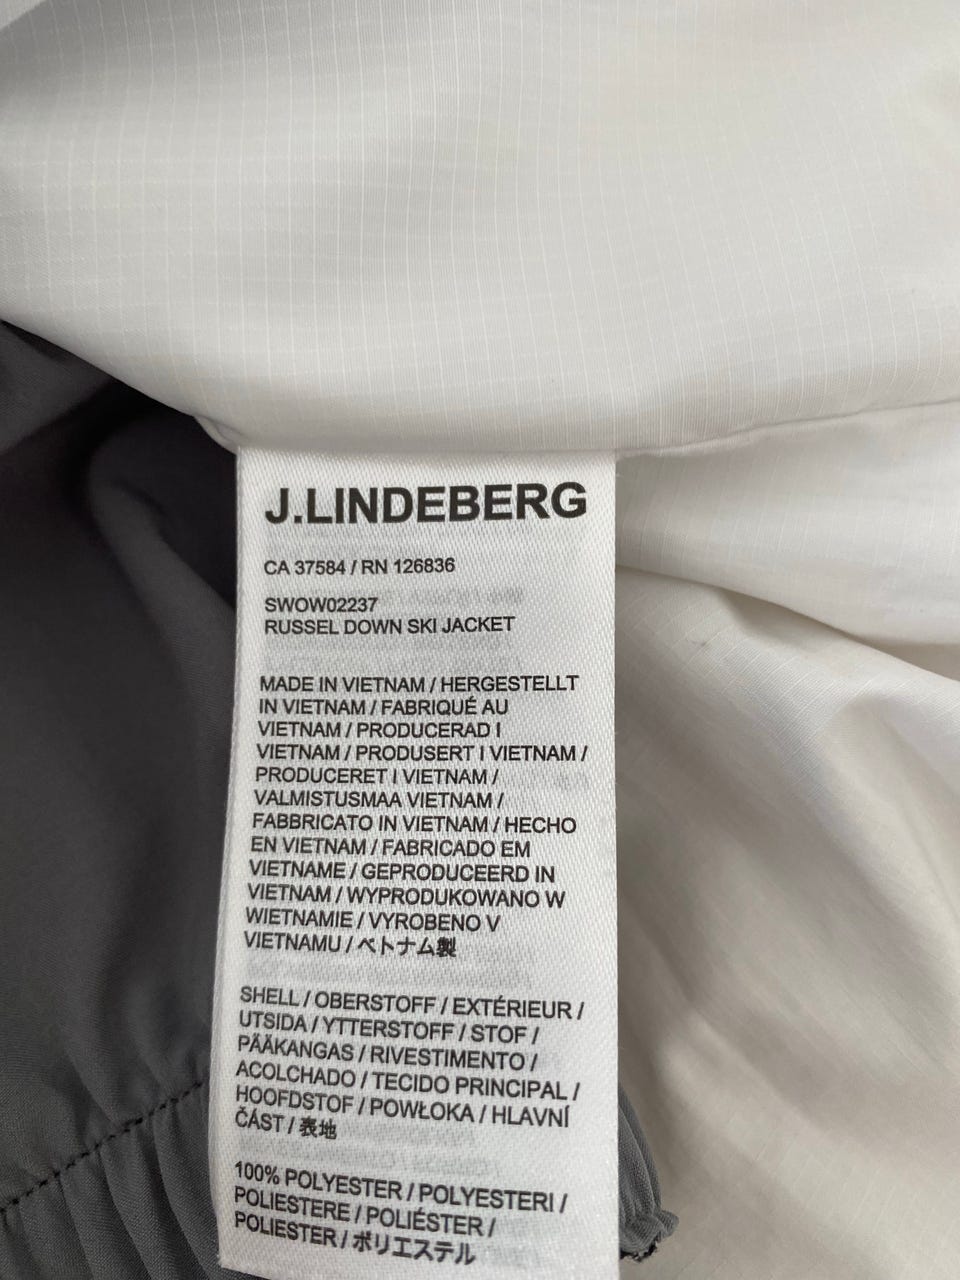 J.LINDEBERG
CA 37584 / RN 126836
SWOW02237
RUSSEL DOWN SKI JACKET
MADE IN VIETNAM / HERGESTELLT
IN VIETNAM / FABRIQUÉ AU
VIETNAM / PRODUCERAD I
VIETNAM / PRODUSERT I VIETNAM /
PRODUCERET I VIETNAM /
VALMISTUSMAA VIETNAM /
FABBRICATO IN VIETNAM / HECHO
EN VIETNAM / FABRICADO EM
VIETNAME / GEPRODUCEERD IN
VIETNAM / WYPRODUKOWANO W
WIETNAMIE / VYROBENO V
VIETNAMU / ベトナム製
SHELL / OBERSTOFF / EXTÉRIEUR /
UTSIDA / YTTERSTOFF / STOF /
PÄÄKANGAS / RIVESTIMENTO /
ACOLCHADO / TECIDO PRINCIPAL /
HOOFDSTOF / POWŁOKA / HLAVNÍ
ČÁST / 表地
100% POLYESTER / POLYESTERI /
POLIESTERE / POLIÉSTER /
POLIESTER / ポリエステル